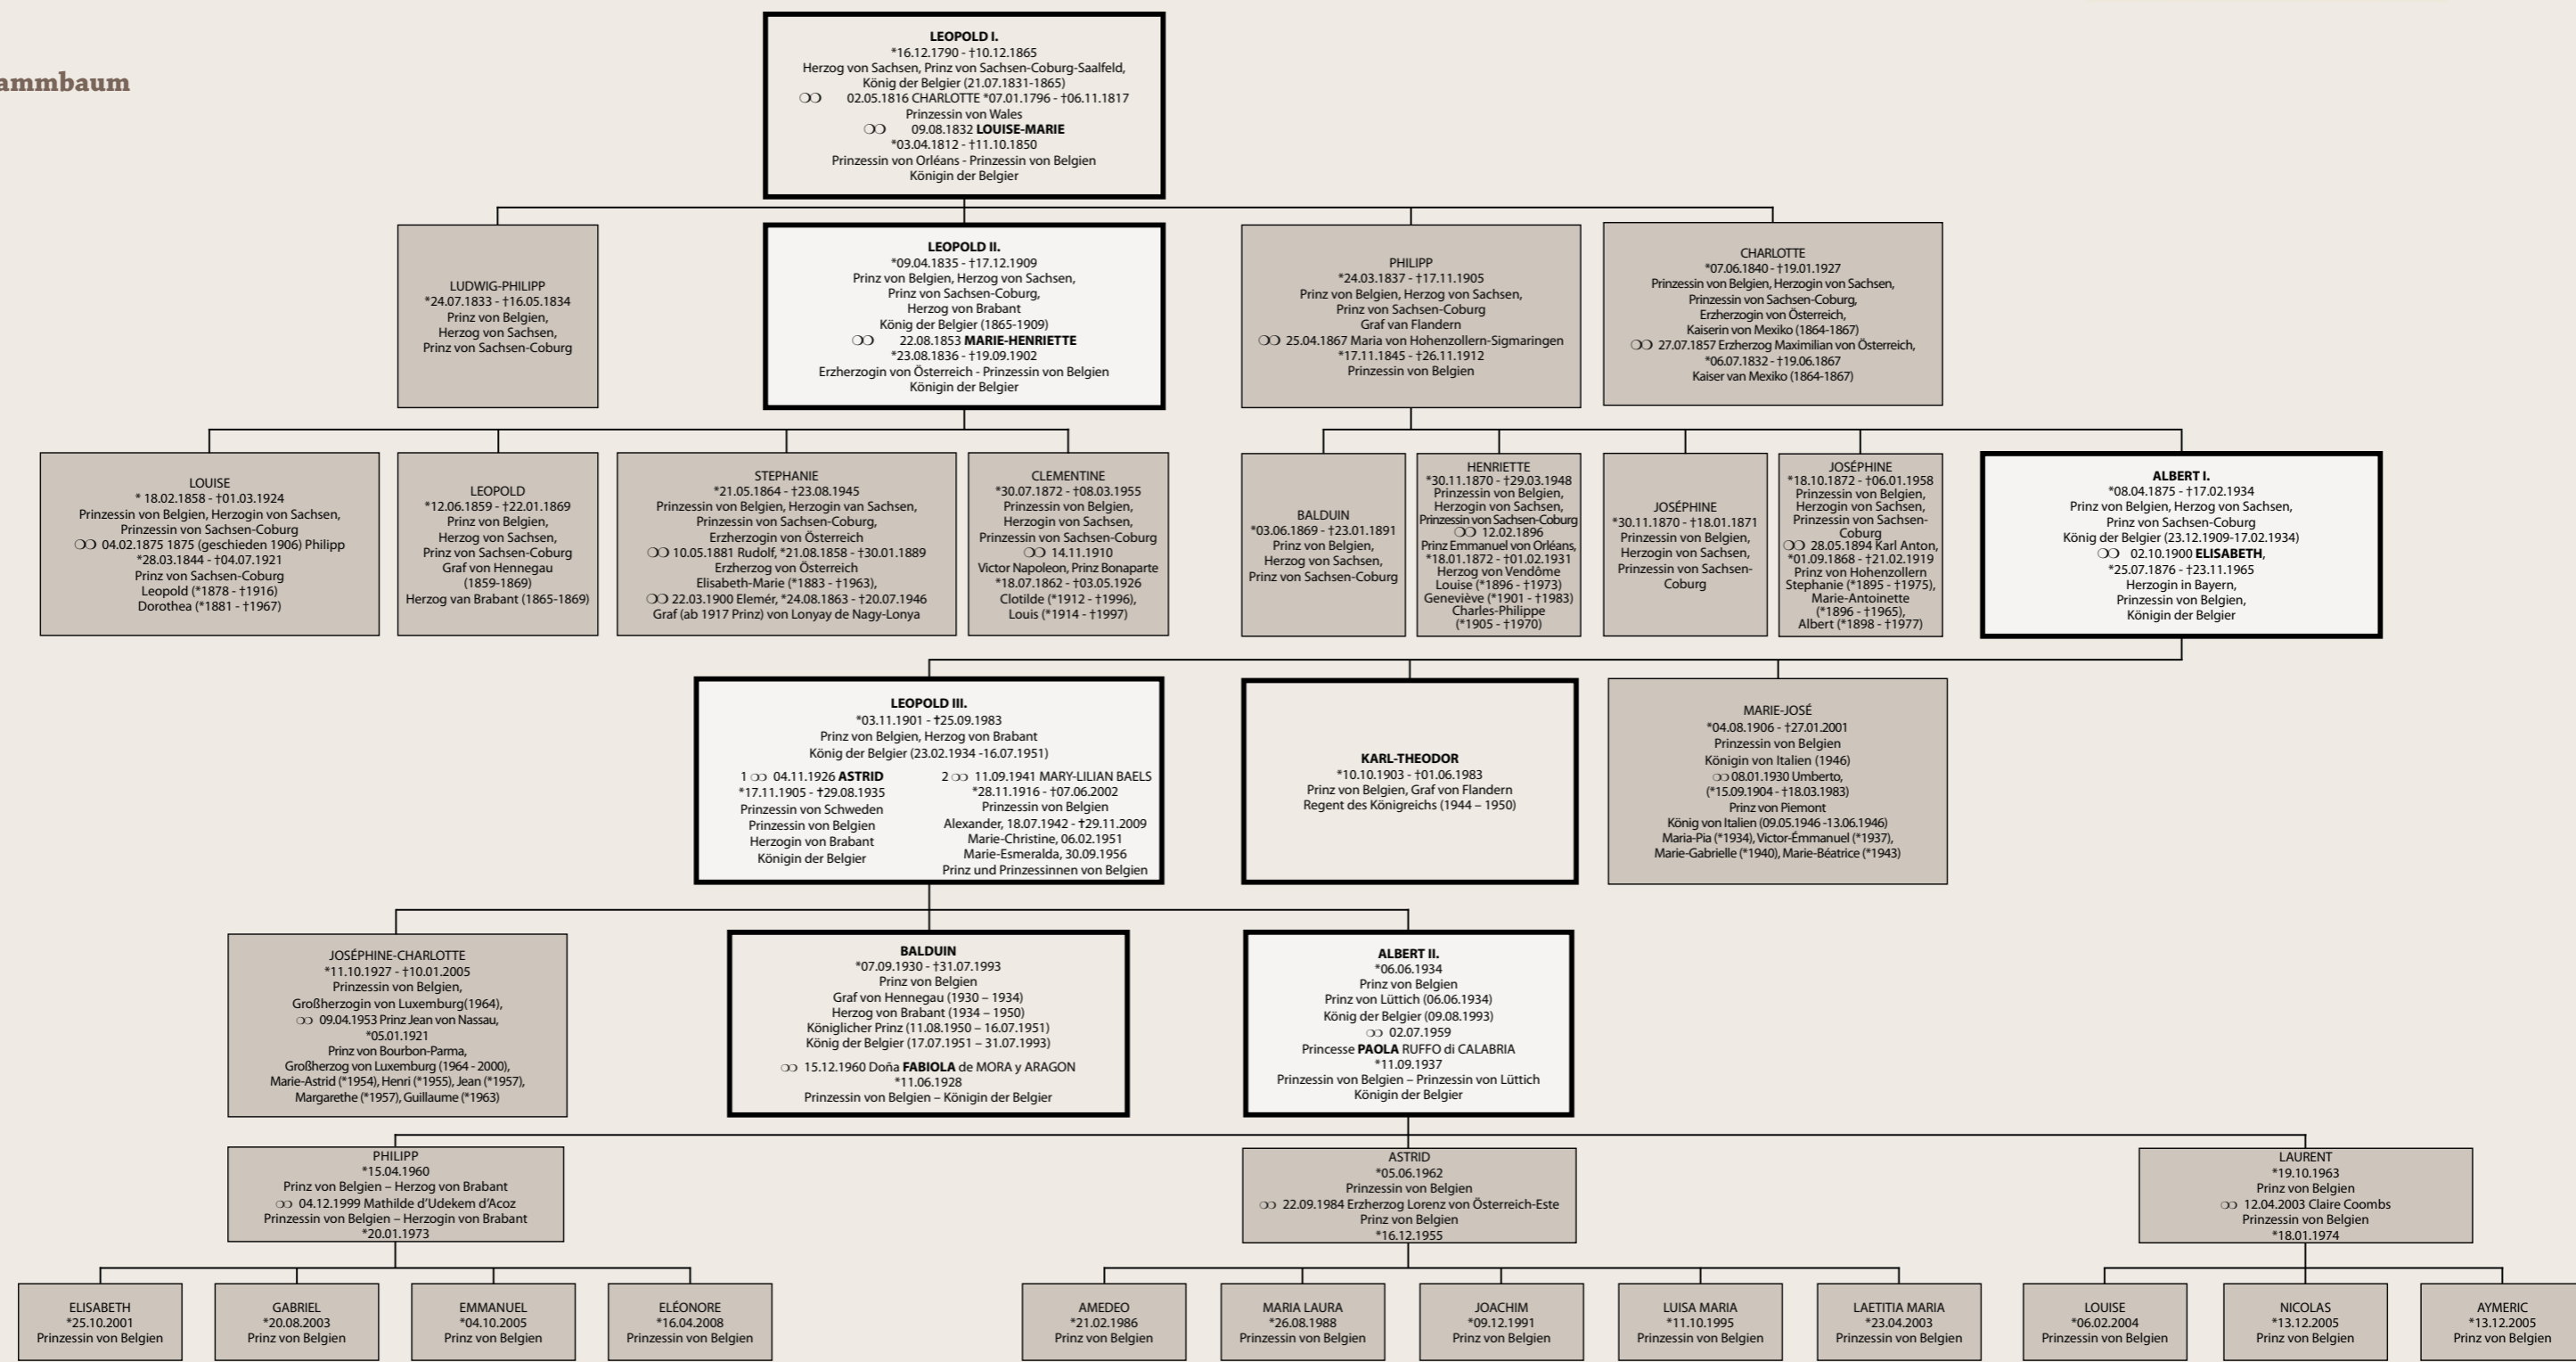 ammbaum
LEOPOLD I.
*16.12.1790 - †10.12.1865
Herzog von Sachsen, Prinz von Sachsen-Coburg-Saalfeld,
König der Belgier (21.07.1831-1865)
02.05.1816 CHARLOTTE *07.01.1796 - †06.11.1817
Prinzessin von Wales
09.08.1832 LOUISE-MARIE
*03.04.1812 - †11.10.1850
Prinzessin von Orléans - Prinzessin von Belgien
Königin der Belgier
LUDWIG-PHILIPP
*24.07.1833 - †16.05.1834
Prinz von Belgien,
Herzog von Sachsen,
Prinz von Sachsen-Coburg
LEOPOLD II.
*09.04.1835 - †17.12.1909
Prinz von Belgien, Herzog von Sachsen,
Prinz von Sachsen-Coburg,
Herzog von Brabant
König der Belgier (1865-1909)
22.08.1853 MARIE-HENRIETTE
*23.08.1836 - †19.09.1902
Erzherzogin von Österreich - Prinzessin von Belgien
Königin der Belgier
PHILIPP
*24.03.1837 - †17.11.1905
Prinz von Belgien, Herzog von Sachsen,
Prinz von Sachsen-Coburg
Graf van Flandern
25.04.1867 Maria von Hohenzollern-Sigmaringen
*17.11.1845 - †26.11.1912
Prinzessin von Belgien
CHARLOTTE
*07.06.1840 - †19.01.1927
Prinzessin von Belgien, Herzogin von Sachsen,
Prinzessin von Sachsen-Coburg,
Erzherzogin von Österreich,
Kaiserin von Mexiko (1864-1867)
27.07.1857 Erzherzog Maximilian von Österreich,
*06.07.1832 - †19.06.1867
Kaiser van Mexiko (1864-1867)
LOUISE
* 18.02.1858 - †01.03.1924
Prinzessin von Belgien, Herzogin von Sachsen,
Prinzessin von Sachsen-Coburg
04.02.1875 1875 (geschieden 1906) Philipp
*28.03.1844 - †04.07.1921
Prinz von Sachsen-Coburg
Leopold (*1878 - †1916)
Dorothea (*1881 - †1967)
LEOPOLD
*12.06.1859 - †22.01.1869
Prinz von Belgien,
Herzog von Sachsen,
Prinz von Sachsen-Coburg
Graf von Hennegau
(1859-1869)
Herzog van Brabant (1865-1869)
STEPHANIE
*21.05.1864 - †23.08.1945
Prinzessin von Belgien, Herzogin van Sachsen,
Prinzessin von Sachsen-Coburg,
Erzherzogin von Österreich
10.05.1881 Rudolf, *21.08.1858 - †30.01.1889
Erzherzog von Österreich
Elisabeth-Marie (*1883 - †1963),
22.03.1900 Elemér, *24.08.1863 - †20.07.1946
Graf (ab 1917 Prinz) von Lonyay de Nagy-Lonya
CLEMENTINE
*30.07.1872 - †08.03.1955
Prinzessin von Belgien,
Herzogin von Sachsen,
Prinzessin von Sachsen-Coburg
14.11.1910
Victor Napoleon, Prinz Bonaparte
*18.07.1862 - †03.05.1926
Clotilde (*1912 - †1996),
Louis (*1914 - †1997)
BALDUIN
*03.06.1869 - †23.01.1891
Prinz von Belgien,
Herzog von Sachsen,
Prinz von Sachsen-Coburg
HENRIETTE
*30.11.1870 - †29.03.1948
Prinzessin von Belgien,
Herzogin von Sachsen,
Prinzessin von Sachsen-Coburg
12.02.1896
Prinz Emmanuel von Orléans,
*18.01.1872 - †01.02.1931
Herzog von Vendôme
Louise (*1896 - †1973)
Geneviève (*1901 - †1983)
Charles-Philippe
(*1905 - †1970)
JOSÉPHINE
*30.11.1870 - †18.01.1871
Prinzessin von Belgien,
Herzogin von Sachsen,
Prinzessin von Sachsen-
Coburg
JOSÉPHINE
*18.10.1872 - †06.01.1958
Prinzessin von Belgien,
Herzogin von Sachsen,
Prinzessin von Sachsen-
Coburg
28.05.1894 Karl Anton,
*01.09.1868 - †21.02.1919
Prinz von Hohenzollern
Stephanie (*1895 - †1975),
Marie-Antoinette
(*1896 - †1965),
Albert (*1898 - †1977)
ALBERT I.
*08.04.1875 - †17.02.1934
Prinz von Belgien, Herzog von Sachsen,
Prinz von Sachsen-Coburg
König der Belgier (23.12.1909-17.02.1934)
02.10.1900 ELISABETH,
*25.07.1876 - †23.11.1965
Herzogin in Bayern,
Prinzessin von Belgien,
Königin der Belgier
LEOPOLD III.
*03.11.1901 - †25.09.1983
Prinz von Belgien, Herzog von Brabant
König der Belgier (23.02.1934 -16.07.1951)
1 04.11.1926 ASTRID
*17.11.1905 - †29.08.1935
Prinzessin von Schweden
Prinzessin von Belgien
Herzogin von Brabant
Königin der Belgier
2 11.09.1941 MARY-LILIAN BAELS
*28.11.1916 - †07.06.2002
Prinzessin von Belgien
Alexander, 18.07.1942 - †29.11.2009
Marie-Christine, 06.02.1951
Marie-Esmeralda, 30.09.1956
Prinz und Prinzessinnen von Belgien
KARL-THEODOR
*10.10.1903 - †01.06.1983
Prinz von Belgien, Graf von Flandern
Regent des Königreichs (1944 – 1950)
MARIE-JOSÉ
*04.08.1906 - †27.01.2001
Prinzessin von Belgien
Königin von Italien (1946)
08.01.1930 Umberto,
(*15.09.1904 - †18.03.1983)
Prinz von Piemont
König von Italien (09.05.1946 -13.06.1946)
Maria-Pia (*1934), Victor-Émmanuel (*1937),
Marie-Gabrielle (*1940), Marie-Béatrice (*1943)
JOSÉPHINE-CHARLOTTE
*11.10.1927 - †10.01.2005
Prinzessin von Belgien,
Großherzogin von Luxemburg(1964),
09.04.1953 Prinz Jean von Nassau,
*05.01.1921
Prinz von Bourbon-Parma,
Großherzog von Luxemburg (1964 - 2000),
Marie-Astrid (*1954), Henri (*1955), Jean (*1957),
Margarethe (*1957), Guillaume (*1963)
BALDUIN
*07.09.1930 - †31.07.1993
Prinz von Belgien
Graf von Hennegau (1930 – 1934)
Herzog von Brabant (1934 – 1950)
Königlicher Prinz (11.08.1950 – 16.07.1951)
König der Belgier (17.07.1951 – 31.07.1993)
15.12.1960 Doña FABIOLA de MORA y ARAGON
*11.06.1928
Prinzessin von Belgien – Königin der Belgier
ALBERT II.
*06.06.1934
Prinz von Belgien
Prinz von Lüttich (06.06.1934)
König der Belgier (09.08.1993)
02.07.1959
Princesse PAOLA RUFFO di CALABRIA
*11.09.1937
Prinzessin von Belgien – Prinzessin von Lüttich
Königin der Belgier
PHILIPP
*15.04.1960
Prinz von Belgien – Herzog von Brabant
04.12.1999 Mathilde d’Udekem d’Acoz
Prinzessin von Belgien – Herzogin von Brabant
*20.01.1973
ASTRID
*05.06.1962
Prinzessin von Belgien
22.09.1984 Erzherzog Lorenz von Österreich-Este
Prinz von Belgien
*16.12.1955
LAURENT
*19.10.1963
Prinz von Belgien
12.04.2003 Claire Coombs
Prinzessin von Belgien
*18.01.1974
ELISABETH
*25.10.2001
Prinzessin von Belgien
GABRIEL
*20.08.2003
Prinz von Belgien
EMMANUEL
*04.10.2005
Prinz von Belgien
ELÉONORE
*16.04.2008
Prinzessin von Belgien
AMEDEO
*21.02.1986
Prinz von Belgien
MARIA LAURA
*26.08.1988
Prinzessin von Belgien
JOACHIM
*09.12.1991
Prinz von Belgien
LUISA MARIA
*11.10.1995
Prinzessin von Belgien
LAETITIA MARIA
*23.04.2003
Prinzessin von Belgien
LOUISE
*06.02.2004
Prinzessin von Belgien
NICOLAS
*13.12.2005
Prinz von Belgien
AYMERIC
*13.12.2005
Prinz von Belgien